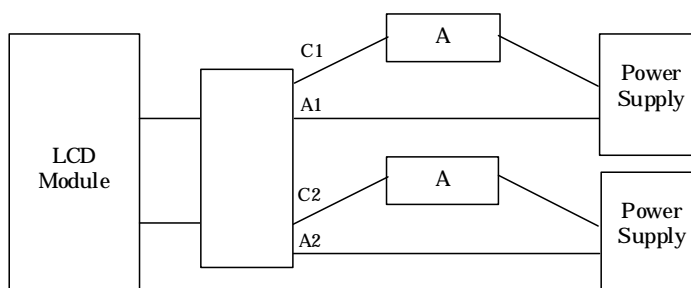 C1
A
Power
Supply
A1
LCD
Module
C2
A
Power
Supply
A2